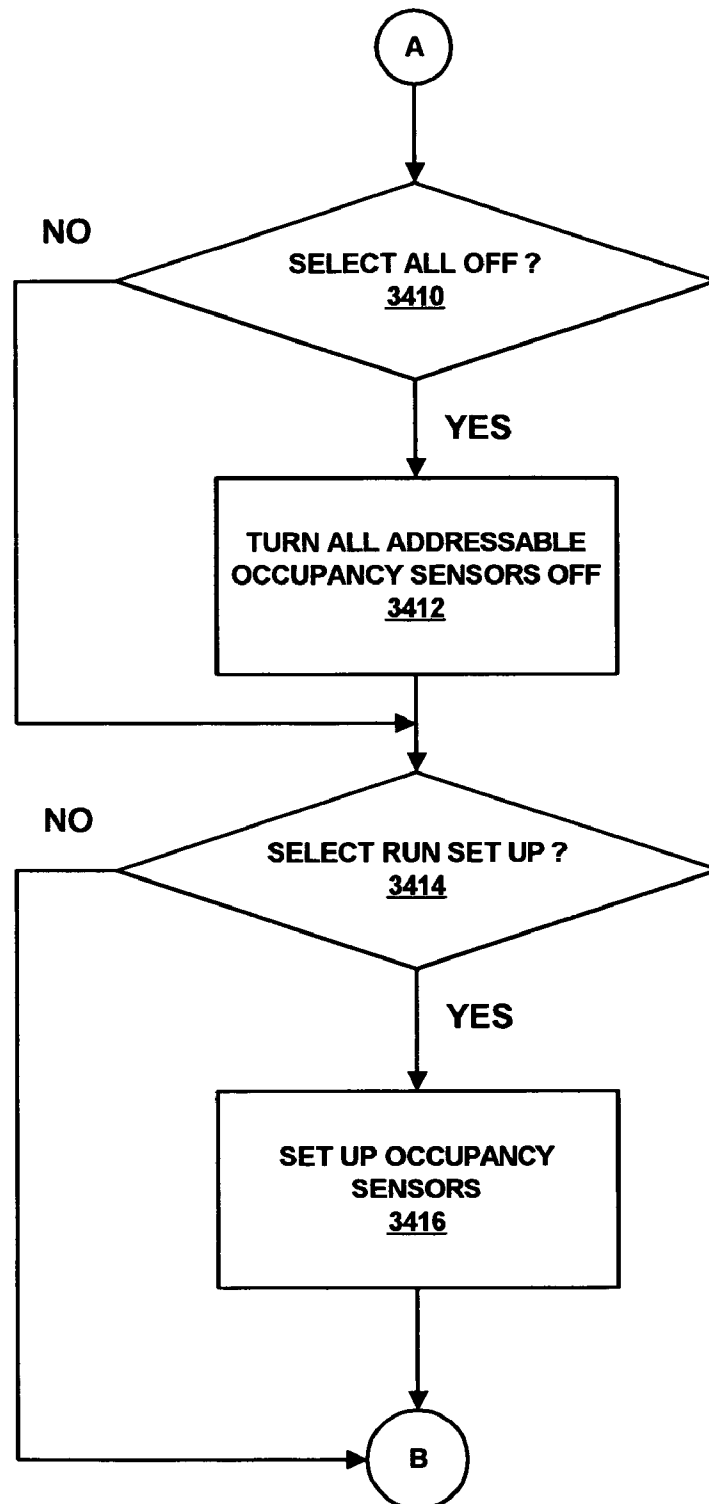 A
NO
SELECT ALL OFF ?
3410
YES
TURN ALL ADDRESSABLE
OCCUPANCY SENSORS OFF
3412
NO
SELECT RUN SET UP ?
3414
YES
SET UP OCCUPANCY
SENSORS
3416
B